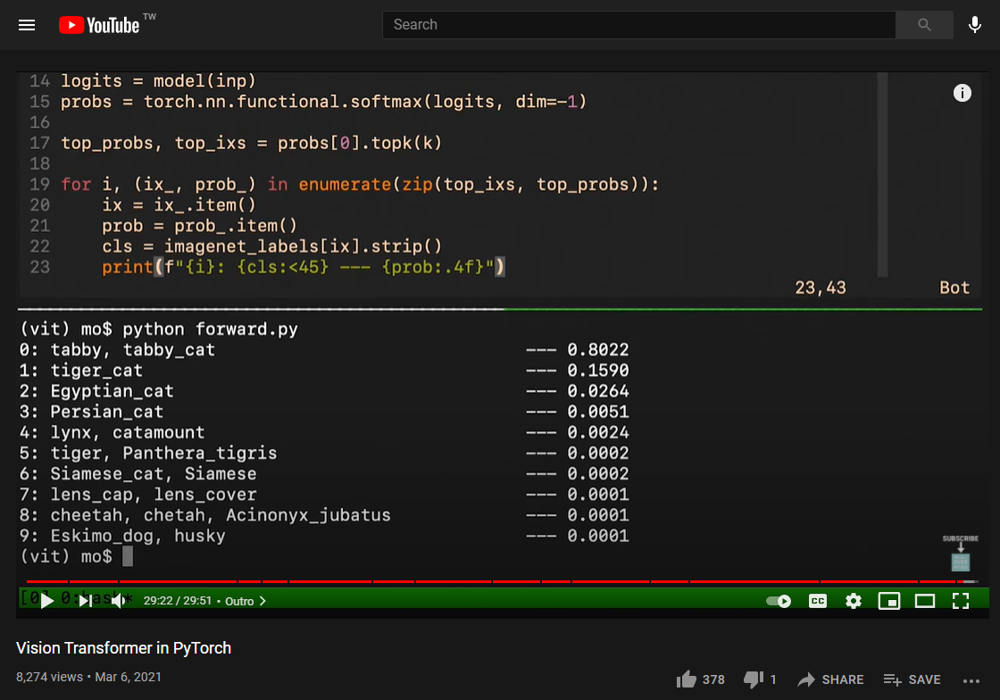 YouTube TW
Search
14 logits = model(inp)
15 probs = torch.nn.functional.softmax(logits, dim=-1)
16
17 top_probs, top_ixs = probs[0].topk(k)
18
19 for i, (ix_, prob_) in enumerate(zip(top_ixs, top_probs)):
20     ix = ix_.item()
21     prob = prob_.item()
22     cls = imagenet_labels[ix].strip()
23     print(f"{i}: {cls:<45} --- {prob:.4f}")
23,43 Bot
(vit) mo$ python forward.py
0: tabby, tabby_cat --- 0.8022
1: tiger_cat --- 0.1590
2: Egyptian_cat --- 0.0264
3: Persian_cat --- 0.0051
4: lynx, catamount --- 0.0024
5: tiger, Panthera_tigris --- 0.0002
6: Siamese_cat, Siamese --- 0.0002
7: lens_cap, lens_cover --- 0.0001
8: cheetah, chetah, Acinonyx_jubatus --- 0.0001
9: Eskimo_dog, husky --- 0.0001
SUBSCRIBE
(vit) mo$
[0] 0:bash*
29:22 / 29:51 • Outro
CC
Vision Transformer in PyTorch
8,274 views • Mar 6, 2021
378 1 SHARE SAVE